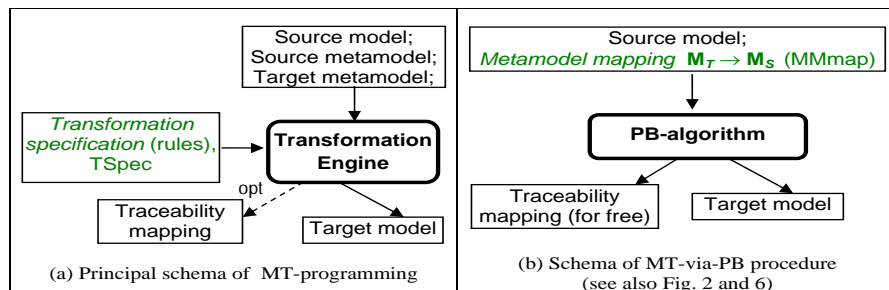 Source model;
Source metamodel;
Target metamodel;
Transformation
specification (rules),
TSpec
Transformation
Engine
opt
Traceability
mapping
Target model
(a) Principal schema of MT-programming
Source model;
Metamodel mapping M_T → M_S (MMmap)
PB-algorithm
Traceability
mapping (for free)
Target model
(b) Schema of MT-via-PB procedure
(see also Fig. 2 and 6)